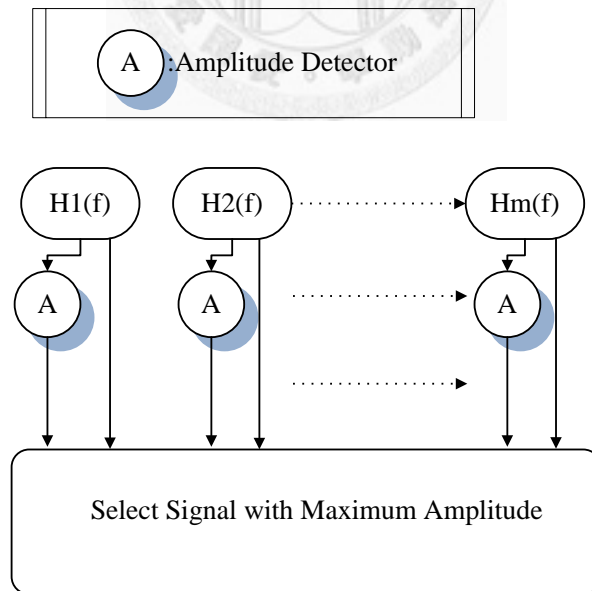 A :Amplitude Detector
H1(f) H2(f) Hm(f)
A A A
Select Signal with Maximum Amplitude